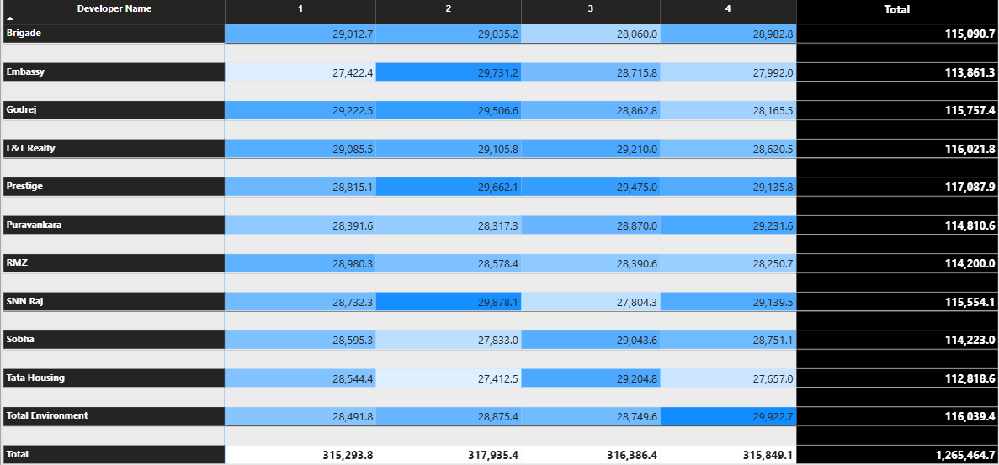 Developer Name 1 2 3 4 Total
Brigade 29,012.7 29,035.2 28,060.0 28,982.8 115,090.7
Embassy 27,422.4 29,731.2 28,715.8 27,992.0 113,861.3
Godrej 29,222.5 29,506.6 28,862.8 28,165.5 115,757.4
L&T Realty 29,085.5 29,105.8 29,210.0 28,620.5 116,021.8
Prestige 28,815.1 29,662.1 29,475.0 29,135.8 117,087.9
Puravankara 28,391.6 28,317.3 28,870.0 29,231.6 114,810.6
RMZ 28,980.3 28,578.4 28,390.6 28,250.7 114,200.0
SNN Raj 28,732.3 29,878.1 27,804.3 29,139.5 115,554.1
Sobha 28,595.3 27,833.0 29,043.6 28,751.1 114,223.0
Tata Housing 28,544.4 27,412.5 29,204.8 27,657.0 112,818.6
Total Environment 28,491.8 28,875.4 28,749.6 29,922.7 116,039.4
Total 315,293.8 317,935.4 316,386.4 315,849.1 1,265,464.7